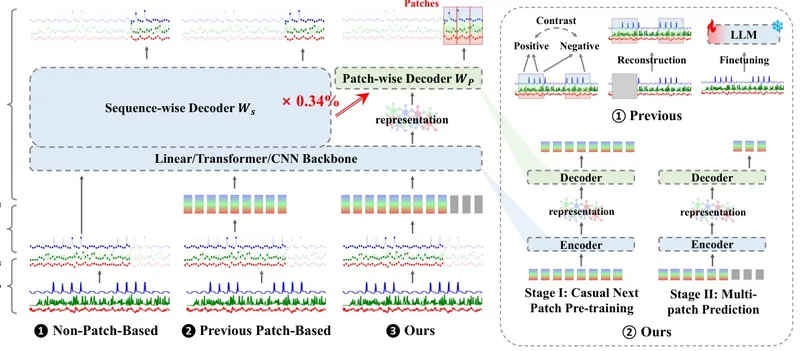 Patches
Patch-wise Decoder W_P
Sequence-wise Decoder W_s
× 0.34%
representation
Linear/Transformer/CNN Backbone
❶ Non-Patch-Based
❷ Previous Patch-Based
❸ Ours
Contrast
Positive
Negative
Reconstruction
LLM
Finetuning
① Previous
Decoder
Decoder
representation
representation
Encoder
Encoder
Stage I: Casual Next
Patch Pre-training
Stage II: Multi-
patch Prediction
② Ours